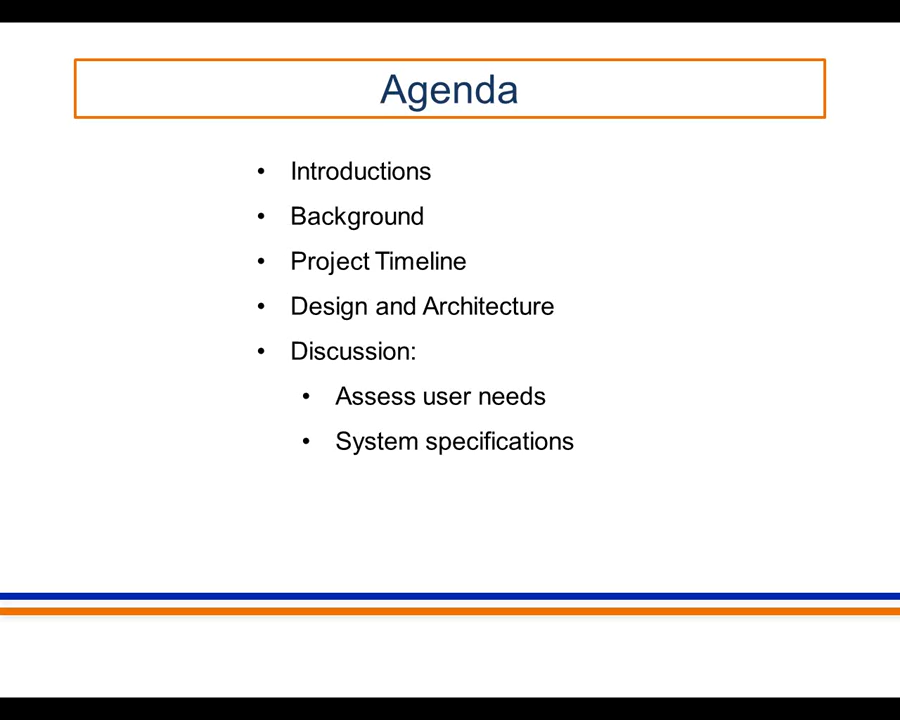 Agenda
• Introductions
• Background
• Project Timeline
• Design and Architecture
• Discussion:
• Assess user needs
• System specifications